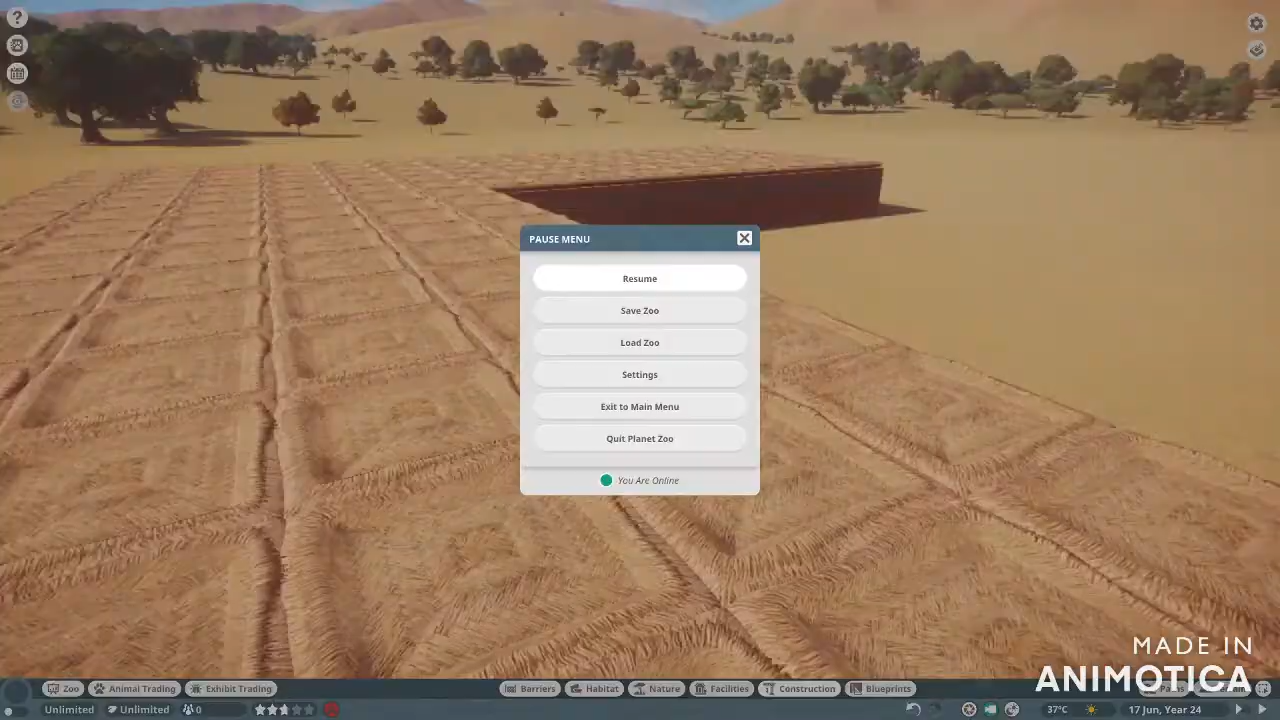 ?
PAUSE MENU
Resume
Save Zoo
Load Zoo
Settings
Exit to Main Menu
Quit Planet Zoo
You Are Online
MADE IN
ANIMOTICA
Zoo Animal Trading Exhibit Trading Barriers Habitat Nature Facilities Construction Blueprints
Unlimited Unlimited 0 37°C 17 Jun, Year 24